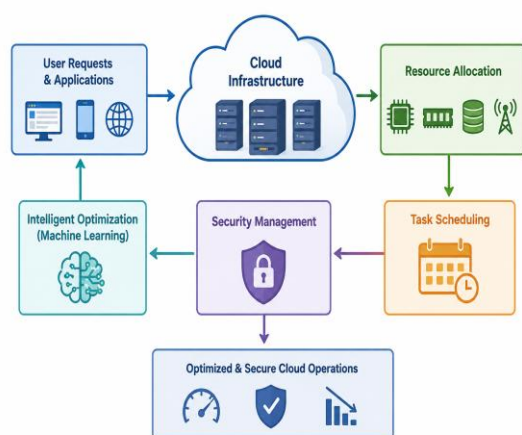 User Requests
& Applications
Cloud
Infrastructure
Resource Allocation
Intelligent Optimization
(Machine Learning)
Security Management
Task Scheduling
Optimized & Secure Cloud Operations